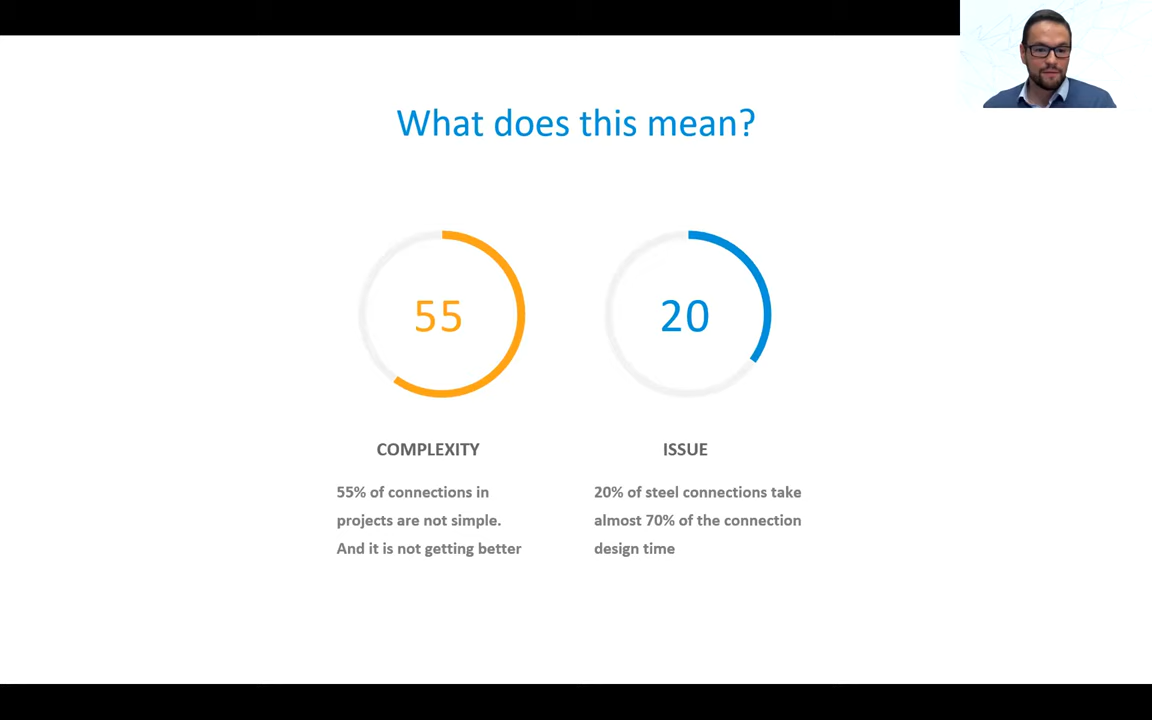 What does this mean?
55
20
COMPLEXITY
55% of connections in
projects are not simple.
And it is not getting better
ISSUE
20% of steel connections take
almost 70% of the connection
design time